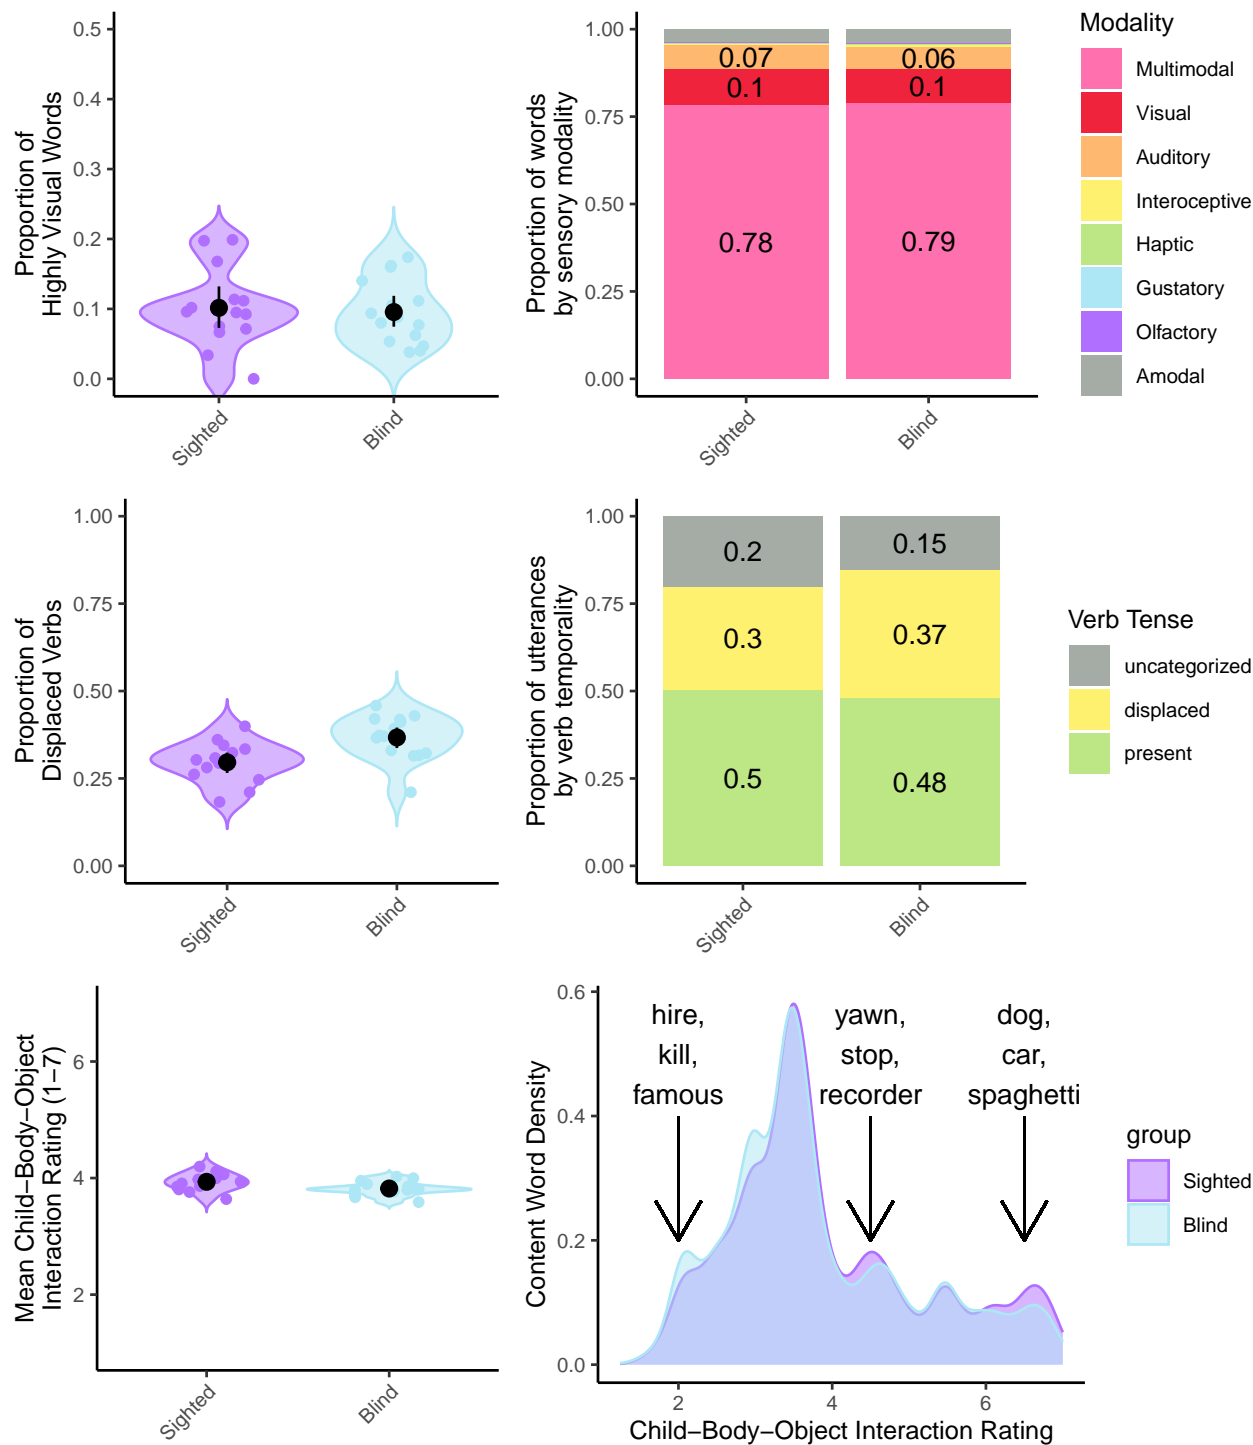 Proportion of
Highly Visual Words
0.5
0.4
0.3
0.2
0.1
0.0
Sighted
Blind
Proportion of words
by sensory modality
1.00
0.75
0.50
0.25
0.00
0.07
0.1
0.78
0.06
0.1
0.79
Sighted
Blind
Modality
Multimodal
Visual
Auditory
Interoceptive
Haptic
Gustatory
Olfactory
Amodal
Proportion of
Displaced Verbs
1.00
0.75
0.50
0.25
0.00
Sighted
Blind
Proportion of utterances
by verb temporality
1.00
0.75
0.50
0.25
0.00
0.2
0.3
0.5
0.15
0.37
0.48
Sighted
Blind
Verb Tense
uncategorized
displaced
present
Mean Child−Body−Object
Interaction Rating (1−7)
6
4
2
Sighted
Blind
Content Word Density
0.6
0.4
0.2
0.0
hire,
kill,
famous
yawn,
stop,
recorder
dog,
car,
spaghetti
2
4
6
Child−Body−Object Interaction Rating
group
Sighted
Blind